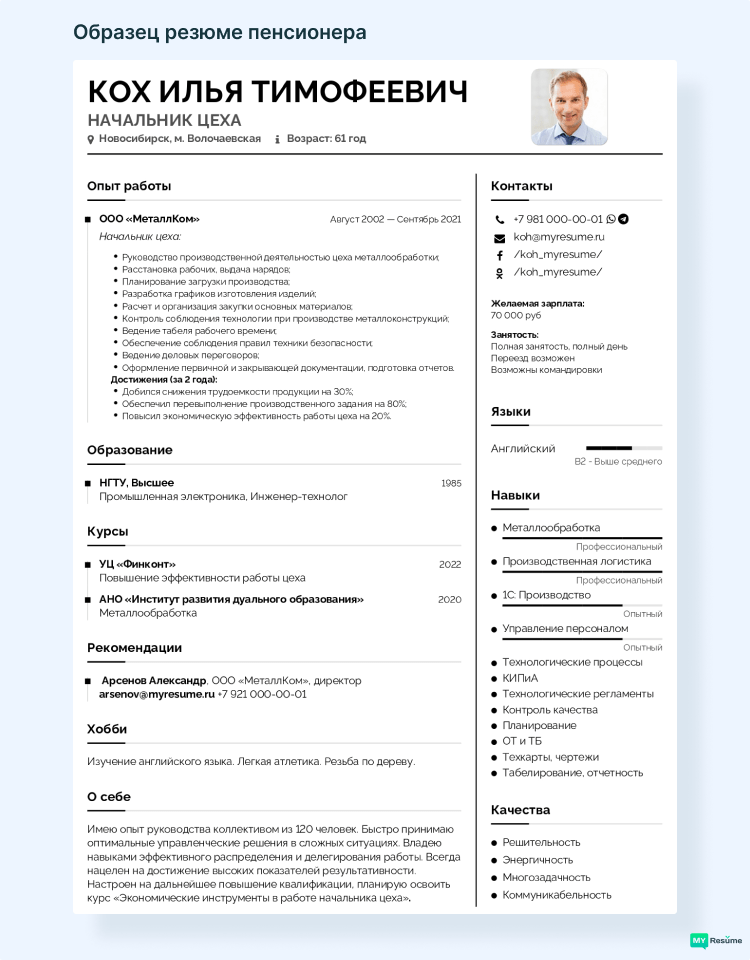 Образец резюме пенсионера
КОХ ИЛЬЯ ТИМОФЕЕВИЧ
НАЧАЛЬНИК ЦЕХА
Новосибирск, м. Волочаевская Возраст: 61 год
Опыт работы
ООО «МеталлКом» Август 2002 — Сентябрь 2021
Начальник цеха:
Руководство производственной деятельностью цеха металлообработки;
Расстановка рабочих, выдача нарядов;
Планирование загрузки производства;
Разработка графиков изготовления изделий;
Расчет и организация закупки основных материалов;
Контроль соблюдения технологии при производстве металлоконструкций;
Ведение табеля рабочего времени;
Обеспечение соблюдения правил техники безопасности;
Ведение деловых переговоров;
Оформление первичной и закрывающей документации, подготовка отчетов.
Достижения (за 2 года):
Добился снижения трудоемкости продукции на 30%;
Обеспечил перевыполнение производственного задания на 80%;
Повысил экономическую эффективность работы цеха на 20%.
Образование
НГТУ, Высшее 1985
Промышленная электроника, Инженер-технолог
Курсы
УЦ «Финконт» 2022
Повышение эффективности работы цеха
АНО «Институт развития дуального образования» 2020
Металлообработка
Рекомендации
Арсенов Александр, ООО «МеталлКом», директор
arsenov@myresume.ru +7 921 000-00-01
Хобби
Изучение английского языка. Легкая атлетика. Резьба по дереву.
О себе
Имею опыт руководства коллективом из 120 человек. Быстро принимаю
оптимальные управленческие решения в сложных ситуациях. Владею
навыками эффективного распределения и делегирования работы. Всегда
нацелен на достижение высоких показателей результативности.
Настроен на дальнейшее повышение квалификации, планирую освоить
курс «Экономические инструменты в работе начальника цеха».
Контакты
+7 981 000-00-01
koh@myresume.ru
/koh_myresume/
/koh_myresume/
Желаемая зарплата:
70 000 руб
Занятость:
Полная занятость, полный день
Переезд возможен
Возможны командировки
Языки
Английский
B2 - Выше среднего
Навыки
Металлообработка
Профессиональный
Производственная логистика
Профессиональный
1С: Производство
Опытный
Управление персоналом
Опытный
Технологические процессы
КИПиА
Технологические регламенты
Контроль качества
Планирование
ОТ и ТБ
Техкарты, чертежи
Табелирование, отчетность
Качества
Решительность
Энергичность
Многозадачность
Коммуникабельность
MY Resume